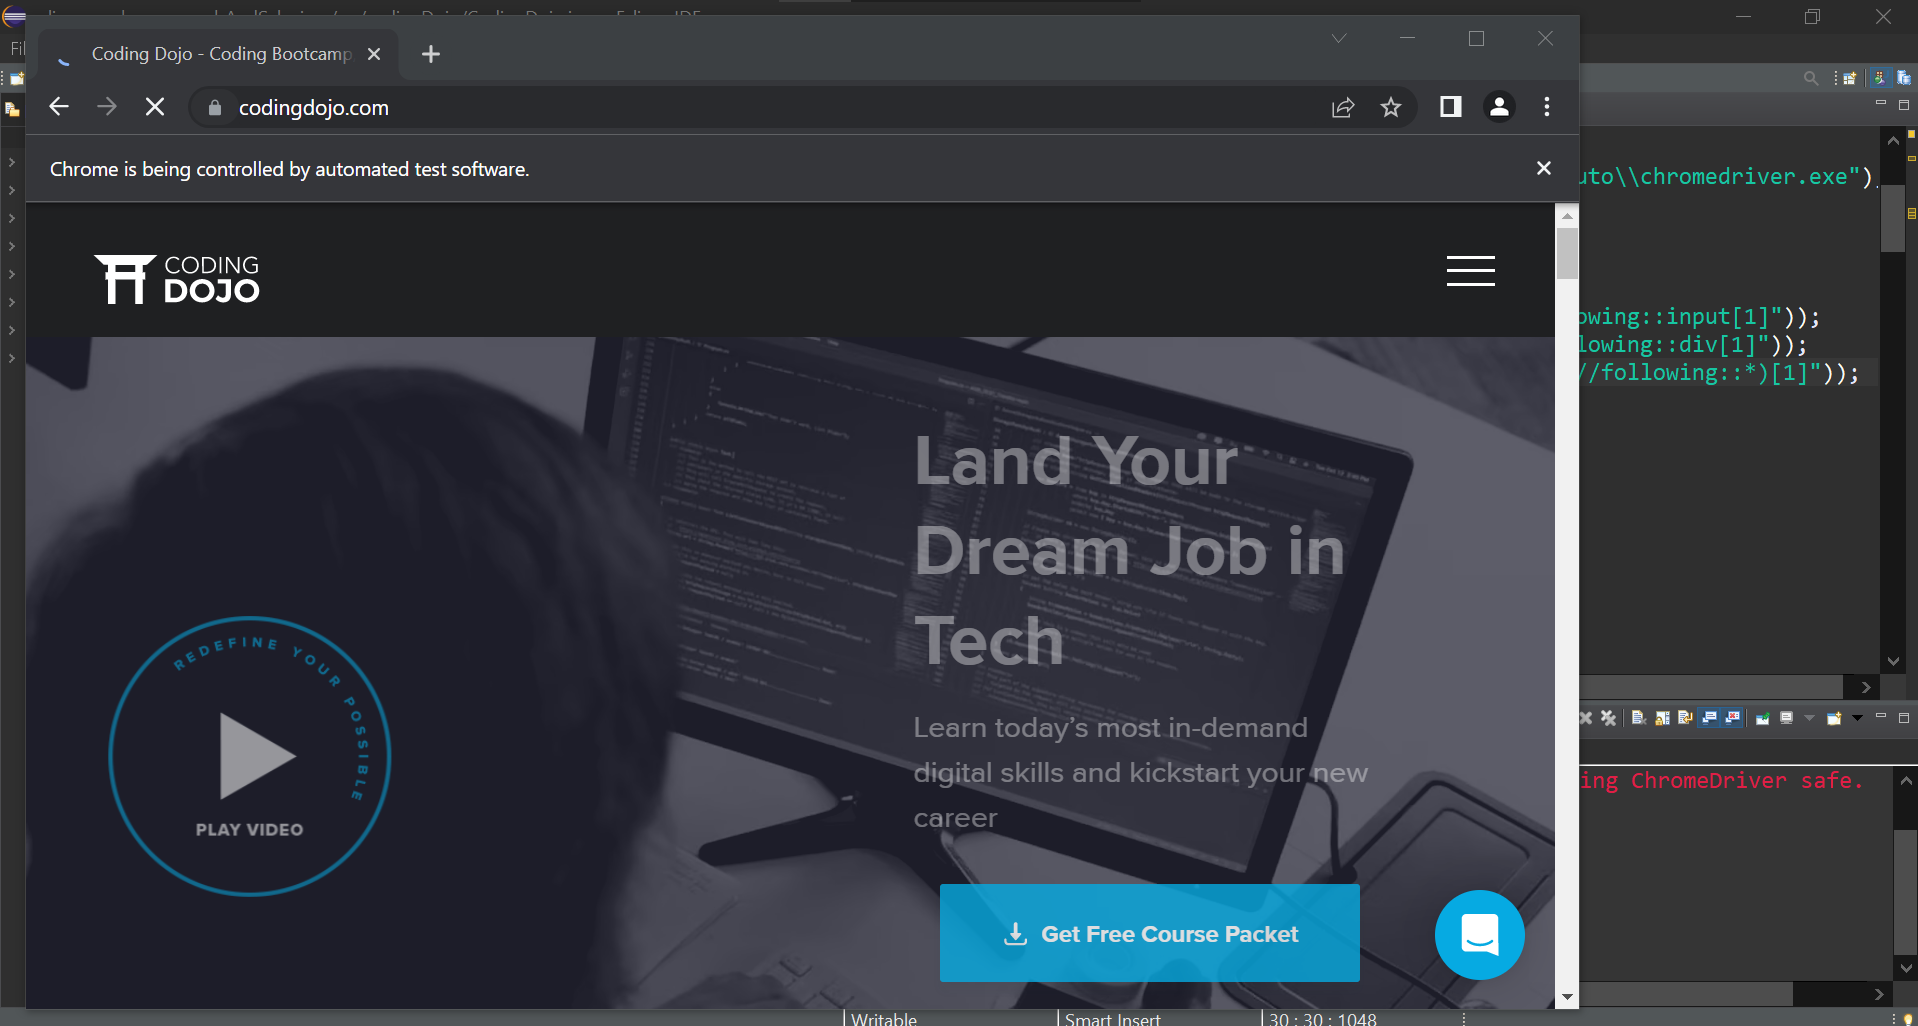 Coding Dojo - Coding Bootcamp
codingdojo.com
Chrome is being controlled by automated test software.
CODING
DOJO
Land Your
Dream Job in
Tech
Learn today's most in-demand
digital skills and kickstart your new
career
REDEFINE YOUR POSSIBLE
PLAY VIDEO
Get Free Course Packet
uto\\chromedriver.exe")
owing::input[1]"));
lowing::div[1]"));
//following::*)[1]"));
ing ChromeDriver safe.
Writable
Smart Insert
30 : 30 : 1048